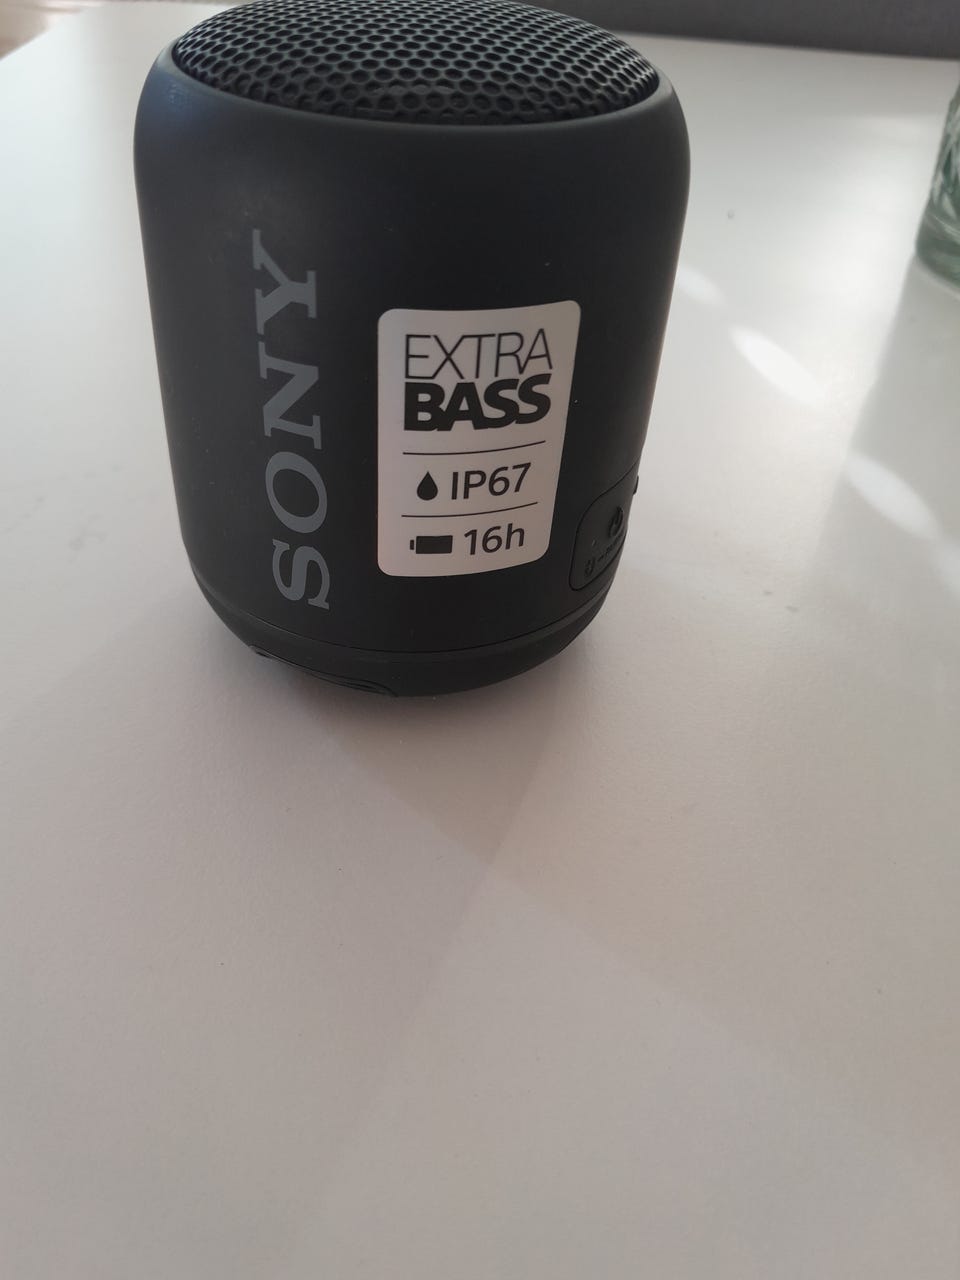 SONY
EXTRA
BASS
IP67
16h